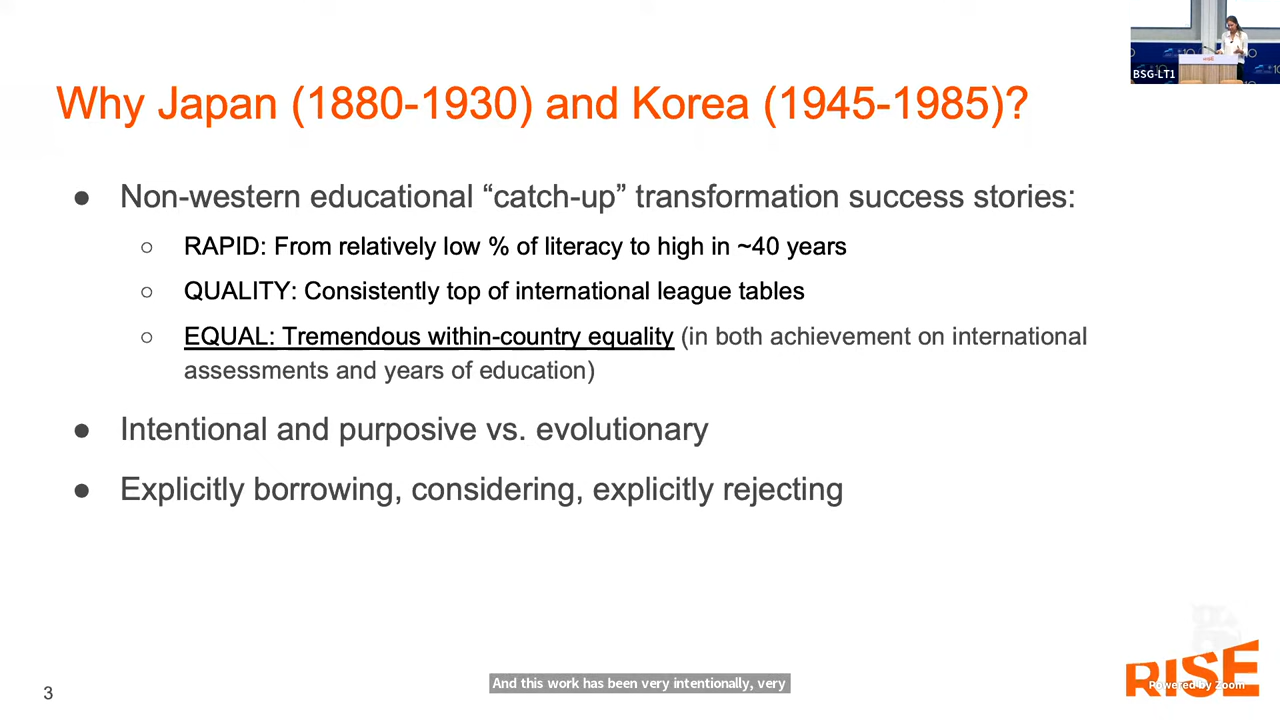 BSG-LT1
Why Japan (1880-1930) and Korea (1945-1985)?
● Non-western educational “catch-up” transformation success stories:
○ RAPID: From relatively low % of literacy to high in ~40 years
○ QUALITY: Consistently top of international league tables
○ EQUAL: Tremendous within-country equality (in both achievement on international
assessments and years of education)
● Intentional and purposive vs. evolutionary
● Explicitly borrowing, considering, explicitly rejecting
RISE
Powered by Zoom
And this work has been very intentionally, very
3